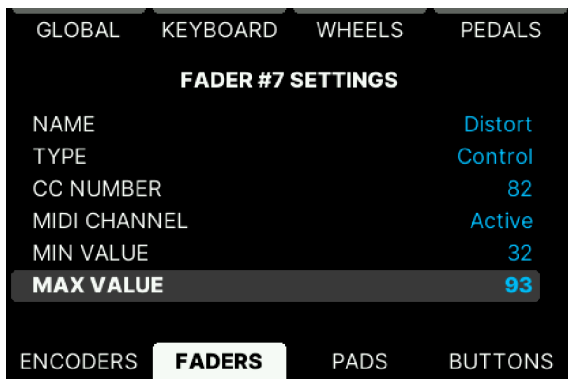 GLOBAL KEYBOARD WHEELS PEDALS
FADER #7 SETTINGS
NAME Distort
TYPE Control
CC NUMBER 82
MIDI CHANNEL Active
MIN VALUE 32
MAX VALUE 93
ENCODERS FADERS PADS BUTTONS